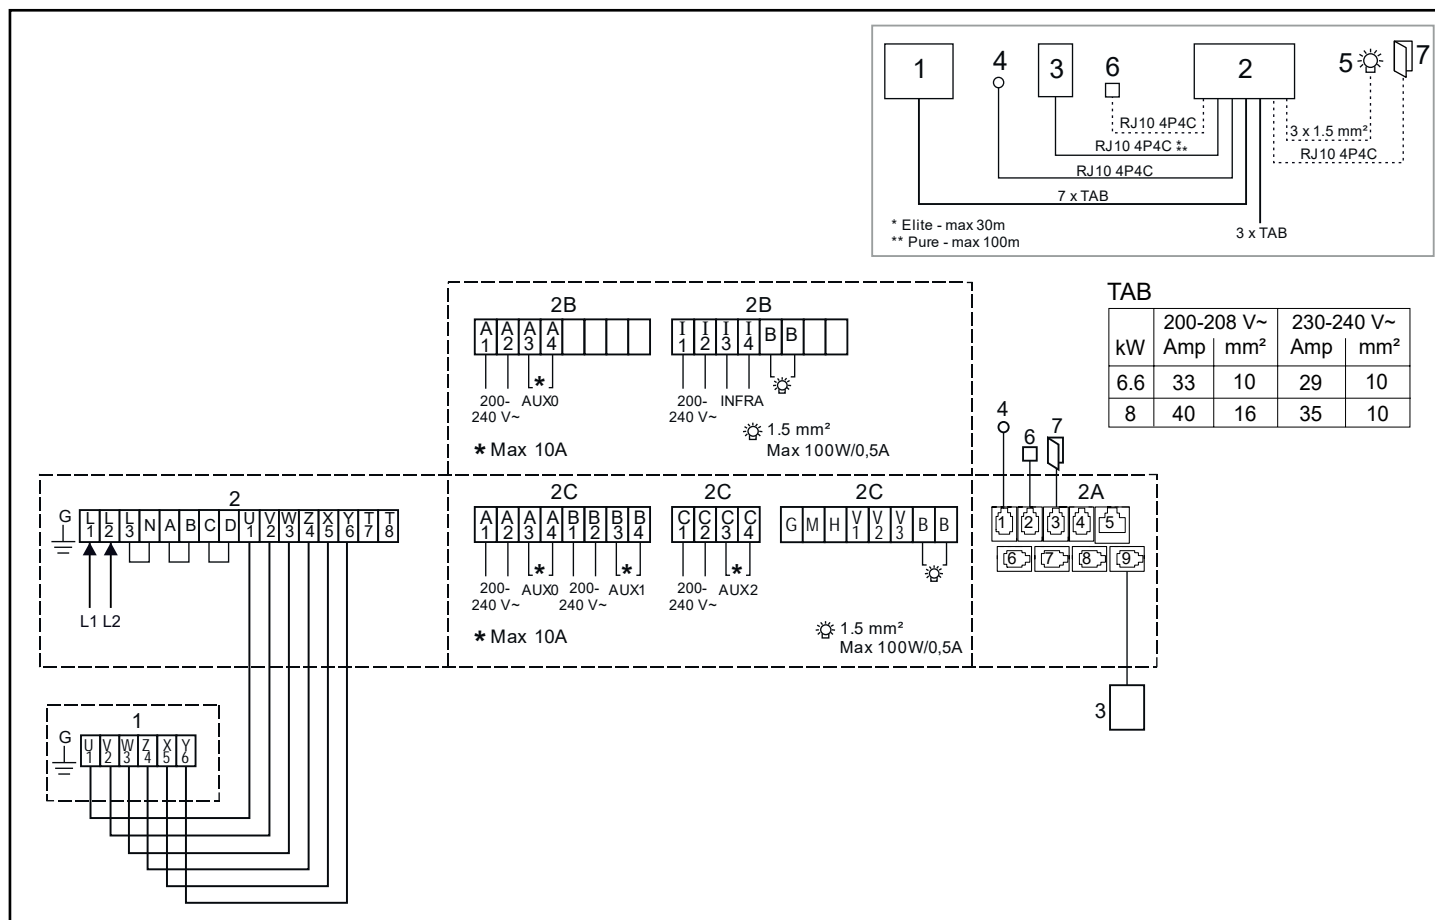 1
4
3
6
2
5
7
RJ10 4P4C
3 x 1.5 mm²
RJ10 4P4C * **
RJ10 4P4C
RJ10 4P4C
7 x TAB
* Elite - max 30m
** Pure - max 100m
3 x TAB
TAB
200-208 V~ 230-240 V~
kW Amp mm² Amp mm²
6.6 33 10 29 10
8 40 16 35 10
2B
A1 A2 A3 A4
*
200-240 V~
AUX0
* Max 10A
2B
I1 I2 I3 I4 B B
200-240 V~
INFRA
1.5 mm²
Max 100W/0,5A
4
6
7
2
G
L1 L2 L3 N A B C D U1 V2 W3 Z4 X5 Y6 T7 T8
L1 L2
2C
A1 A2 A3 A4 B1 B2 B3 B4
* *
200-240 V~
AUX0
200-240 V~
AUX1
* Max 10A
2C
C1 C2 C3 C4
*
200-240 V~
AUX2
2C
G M H V1 V2 V3 B B
1.5 mm²
Max 100W/0,5A
2A
1 2 3 4 5
6 7 8 9
3
1
G
U1 V2 W3 Z4 X5 Y6